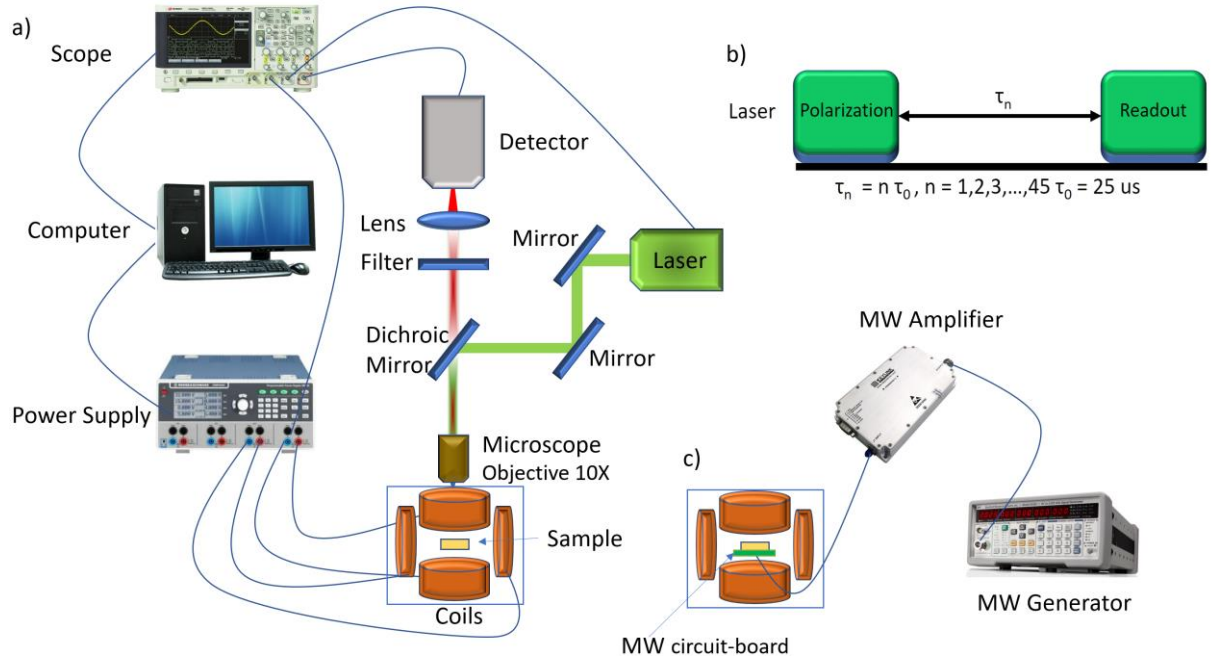 a)
Scope
Detector
Computer
Lens
Filter
Mirror
Laser
Dichroic
Mirror
Mirror
Power Supply
Microscope
Objective 10X
Sample
Coils
b)
Laser
Polarization
τn
Readout
τn = n τ0 , n = 1,2,3,...,45 τ0 = 25 us
MW Amplifier
c)
MW Generator
MW circuit-board